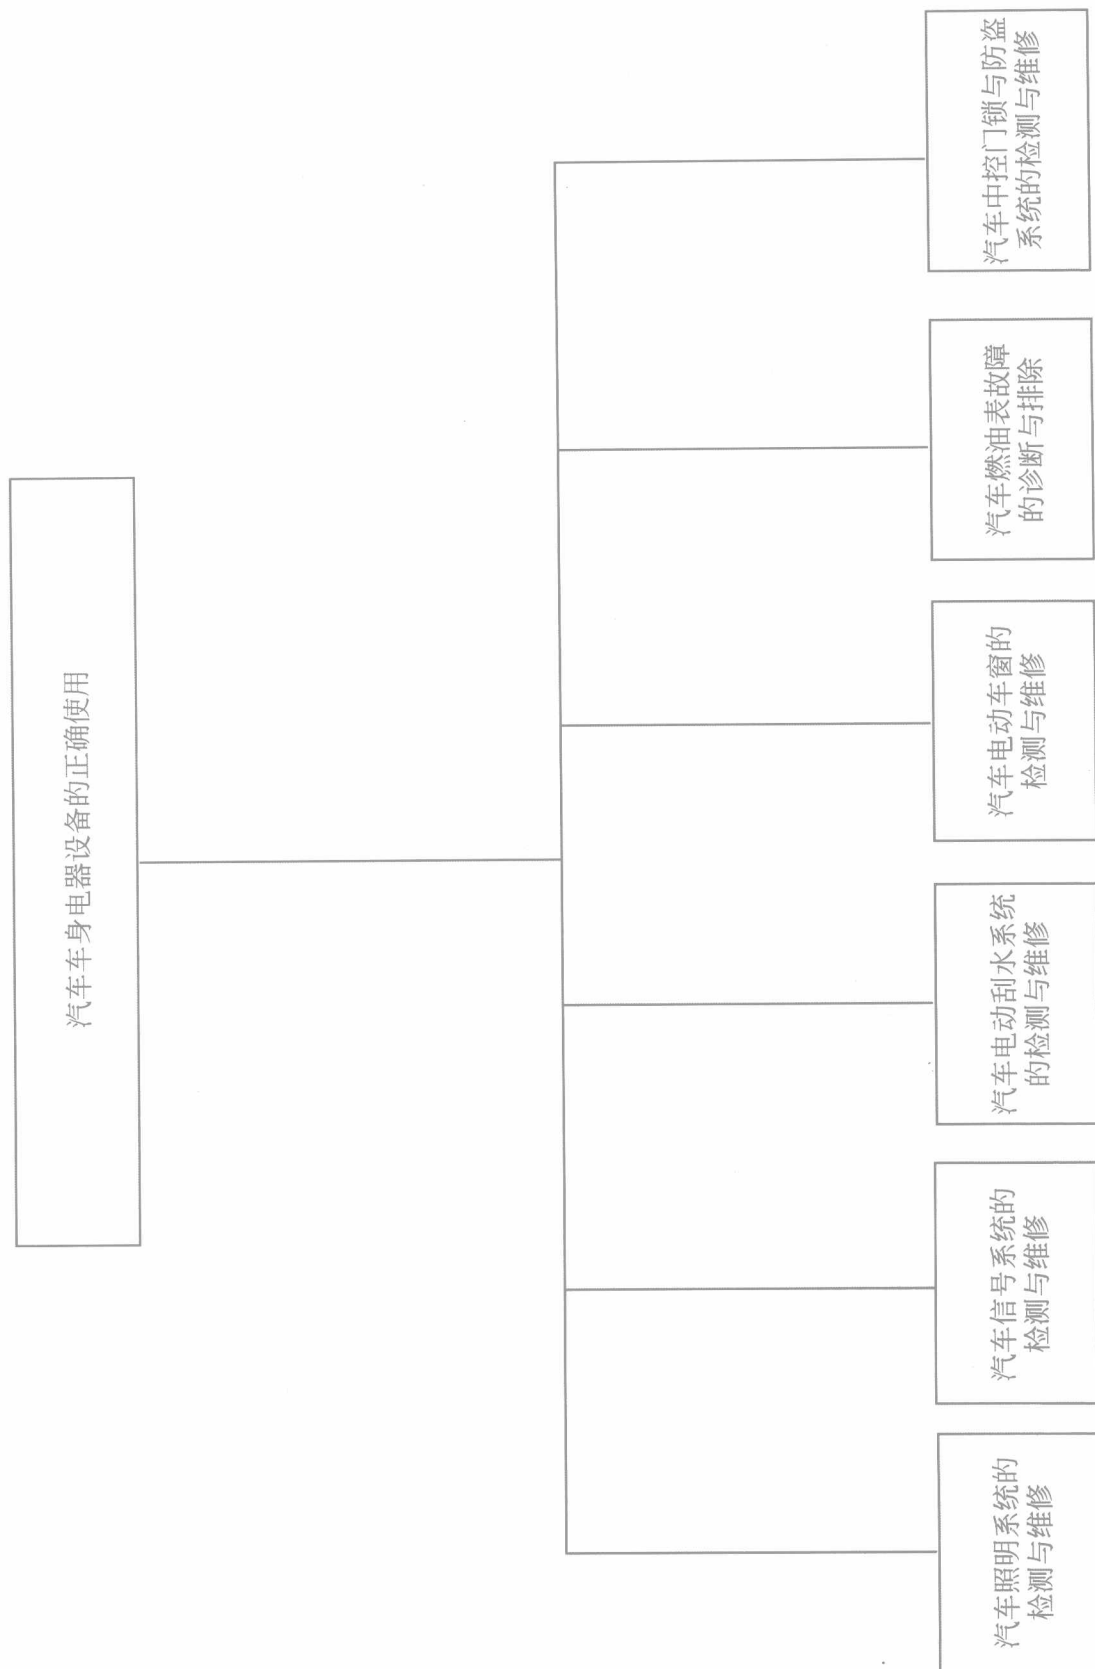 汽车车身电器设备的正确使用
汽车照明系统的
检测与维修
汽车信号系统的
检测与维修
汽车电动刮水系统
的检测与维修
汽车电动车窗的
检测与维修
汽车燃油表故障
的诊断与排除
汽车中控门锁与防盗
系统的检测与维修